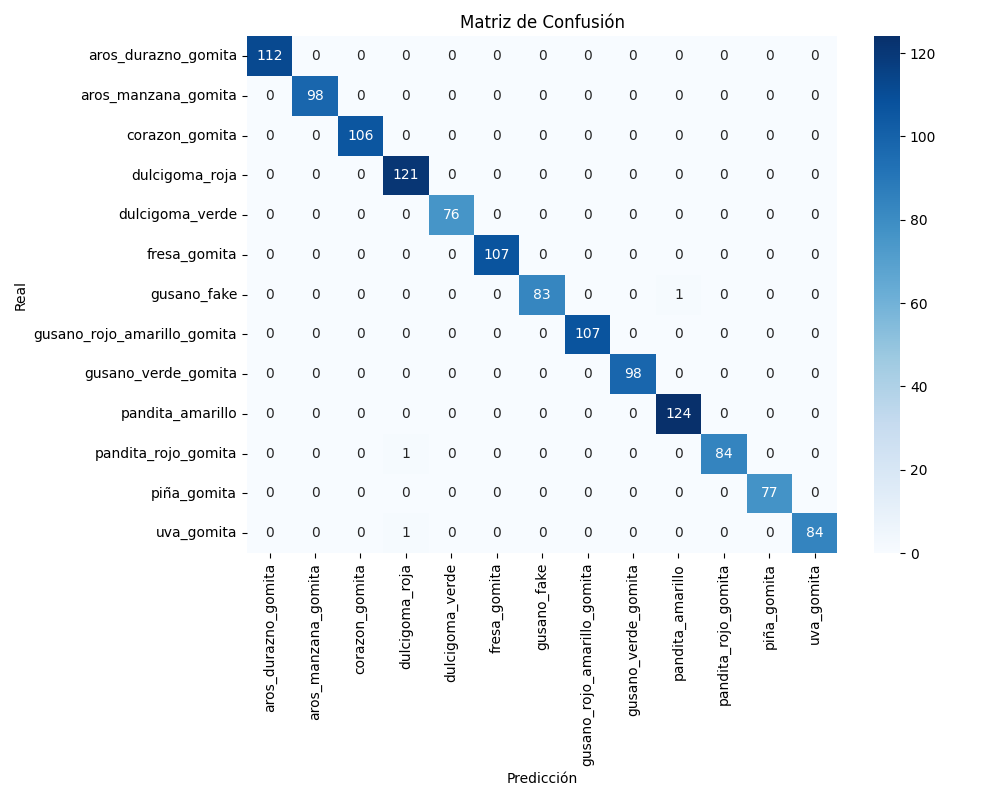 Matriz de Confusión
aros_durazno_gomita 112 0 0 0 0 0 0 0 0 0 0 0 0
aros_manzana_gomita 0 98 0 0 0 0 0 0 0 0 0 0 0
corazon_gomita 0 0 106 0 0 0 0 0 0 0 0 0 0
dulcigoma_roja 0 0 0 121 0 0 0 0 0 0 0 0 0
dulcigoma_verde 0 0 0 0 76 0 0 0 0 0 0 0 0
fresa_gomita 0 0 0 0 0 107 0 0 0 0 0 0 0
gusano_fake 0 0 0 0 0 0 83 0 0 1 0 0 0
gusano_rojo_amarillo_gomita 0 0 0 0 0 0 0 107 0 0 0 0 0
gusano_verde_gomita 0 0 0 0 0 0 0 0 98 0 0 0 0
pandita_amarillo 0 0 0 0 0 0 0 0 0 124 0 0 0
pandita_rojo_gomita 0 0 0 1 0 0 0 0 0 0 84 0 0
piña_gomita 0 0 0 0 0 0 0 0 0 0 0 77 0
uva_gomita 0 0 0 1 0 0 0 0 0 0 0 0 84
Real
aros_durazno_gomita
aros_manzana_gomita
corazon_gomita
dulcigoma_roja
dulcigoma_verde
fresa_gomita
gusano_fake
gusano_rojo_amarillo_gomita
gusano_verde_gomita
pandita_amarillo
pandita_rojo_gomita
piña_gomita
uva_gomita
Predicción
120
100
80
60
40
20
0